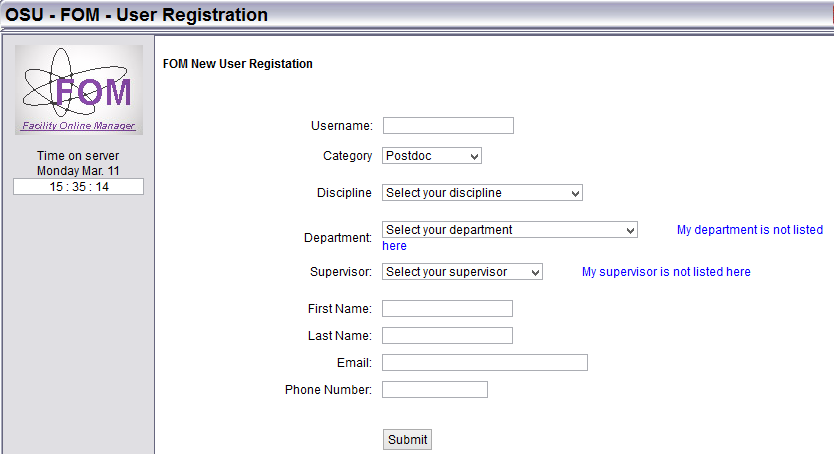 OSU - FOM - User Registration
FOM
Facility Online Manager
Time on server
Monday Mar. 11
15 : 35 : 14
FOM New User Registation
Username:
Category Postdoc
Discipline Select your discipline
Department: Select your department My department is not listed
here
Supervisor: Select your supervisor My supervisor is not listed here
First Name:
Last Name:
Email:
Phone Number:
Submit